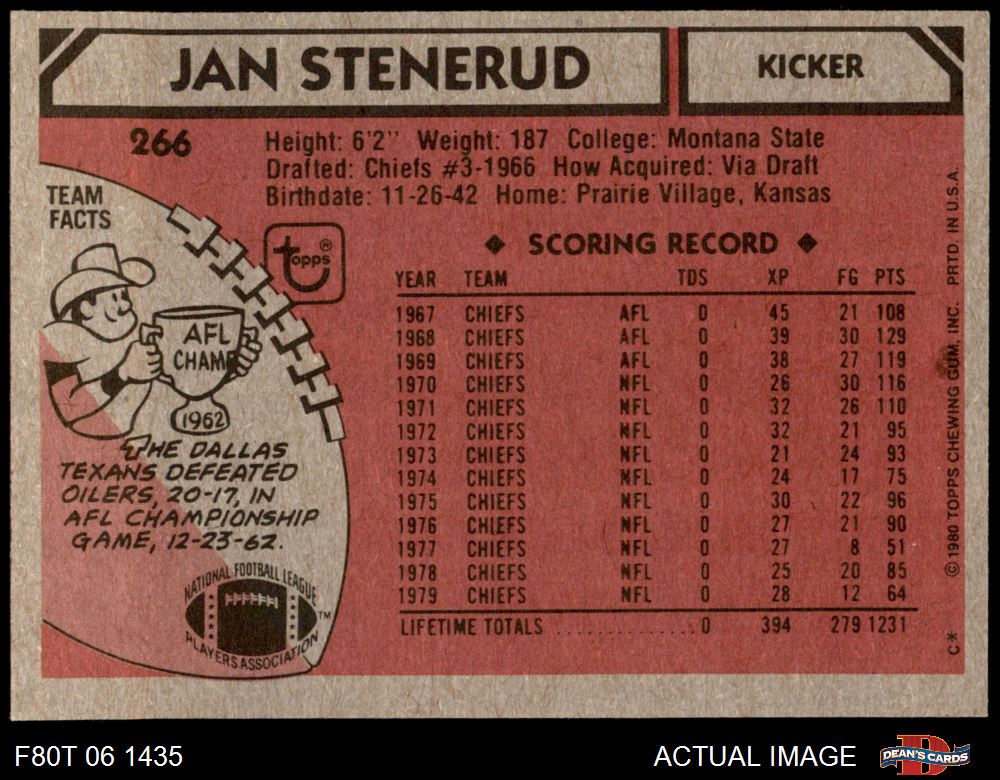 JAN STENERUD
KICKER
266
Height: 6'2" Weight: 187 College: Montana State
Drafted: Chiefs #3-1966 How Acquired: Via Draft
Birthdate: 11-26-42 Home: Prairie Village, Kansas
TEAM
FACTS
topps®
AFL
CHAMP
1962
THE DALLAS
TEXANS DEFEATED
OILERS, 20-17, IN
AFL CHAMPIONSHIP
GAME, 12-23-62.
NATIONAL FOOTBALL LEAGUE
PLAYERS ASSOCIATION
TM
◆ SCORING RECORD ◆
YEAR TEAM TDS XP FG PTS
1967 CHIEFS AFL 0 45 21 108
1968 CHIEFS AFL 0 39 30 129
1969 CHIEFS AFL 0 38 27 119
1970 CHIEFS NFL 0 26 30 116
1971 CHIEFS NFL 0 32 26 110
1972 CHIEFS NFL 0 32 21 95
1973 CHIEFS NFL 0 21 24 93
1974 CHIEFS NFL 0 24 17 75
1975 CHIEFS NFL 0 30 22 96
1976 CHIEFS NFL 0 27 21 90
1977 CHIEFS NFL 0 27 8 51
1978 CHIEFS NFL 0 25 20 85
1979 CHIEFS NFL 0 28 12 64
LIFETIME TOTALS ..............0 394 279 1231
C* ©1980 TOPPS CHEWING GUM, INC. PRTD. IN U.S.A.
F80T 06 1435
ACTUAL IMAGE
D
DEAN'S CARDS